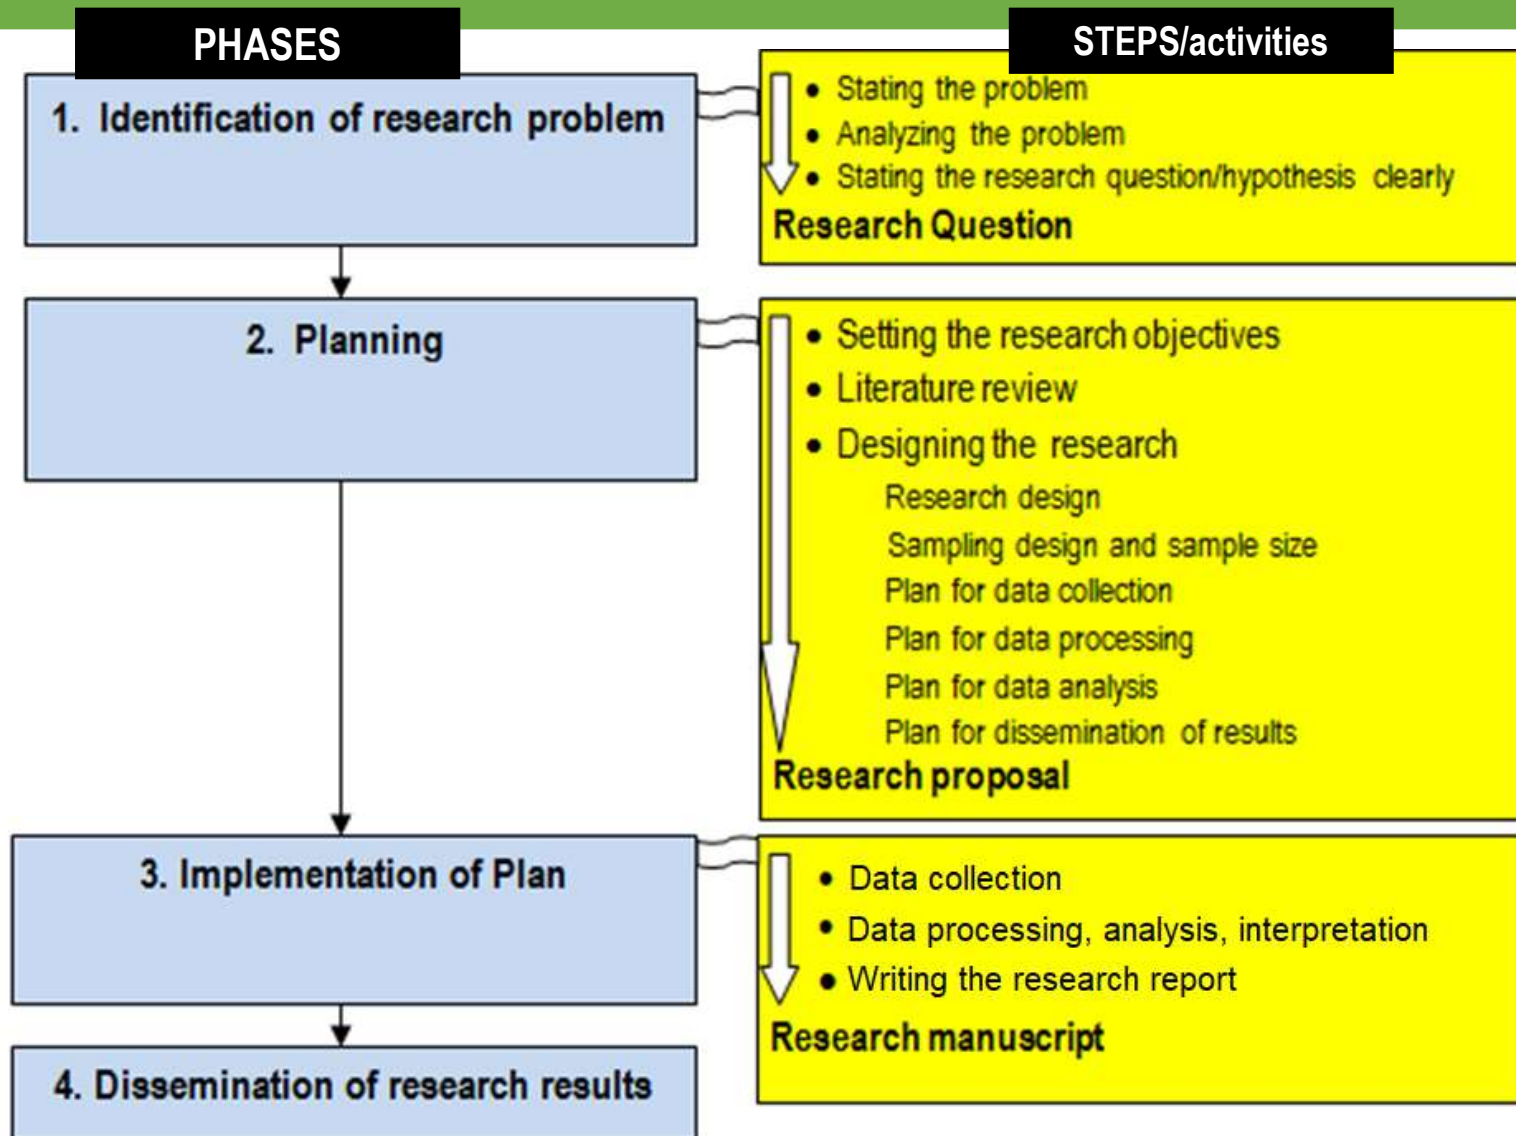 PHASES
STEPS/activities
1. Identification of research problem
• Stating the problem
• Analyzing the problem
• Stating the research question/hypothesis clearly
Research Question
2. Planning
• Setting the research objectives
• Literature review
• Designing the research
Research design
Sampling design and sample size
Plan for data collection
Plan for data processing
Plan for data analysis
Plan for dissemination of results
Research proposal
3. Implementation of Plan
• Data collection
• Data processing, analysis, interpretation
• Writing the research report
Research manuscript
4. Dissemination of research results